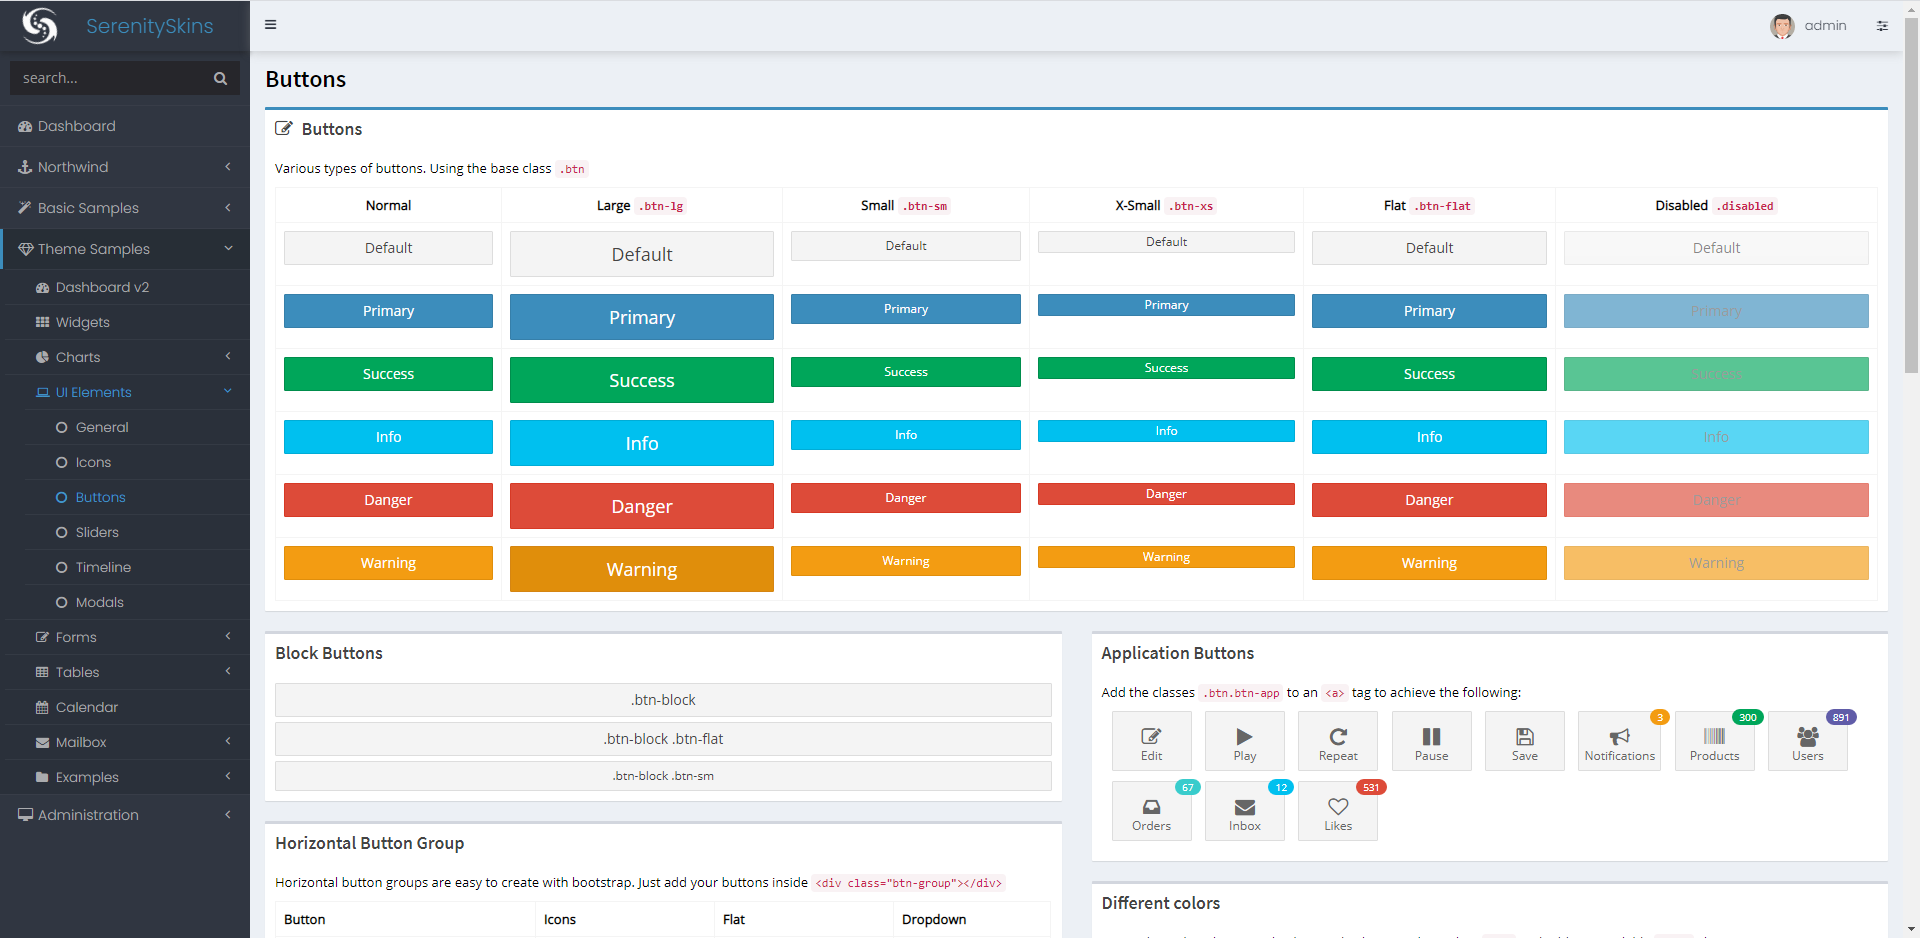 SerenitySkins
admin
search...
Dashboard
Northwind
Basic Samples
Theme Samples
Dashboard v2
Widgets
Charts
UI Elements
General
Icons
Buttons
Sliders
Timeline
Modals
Forms
Tables
Calendar
Mailbox
Examples
Administration
Buttons
Buttons
Various types of buttons. Using the base class .btn
Normal Large .btn-lg Small .btn-sm X-Small .btn-xs Flat .btn-flat Disabled .disabled
Default Default Default Default Default Default
Primary Primary Primary Primary Primary Primary
Success Success Success Success Success Success
Info Info Info Info Info Info
Danger Danger Danger Danger Danger Danger
Warning Warning Warning Warning Warning Warning
Block Buttons
.btn-block
.btn-block .btn-flat
.btn-block .btn-sm
Horizontal Button Group
Horizontal button groups are easy to create with bootstrap. Just add your buttons inside <div class="btn-group"></div>
Button Icons Flat Dropdown
Application Buttons
Add the classes .btn.btn-app to an <a> tag to achieve the following:
3 300 891
Edit Play Repeat Pause Save Notifications Products Users
67 12 531
Orders Inbox Likes
Different colors